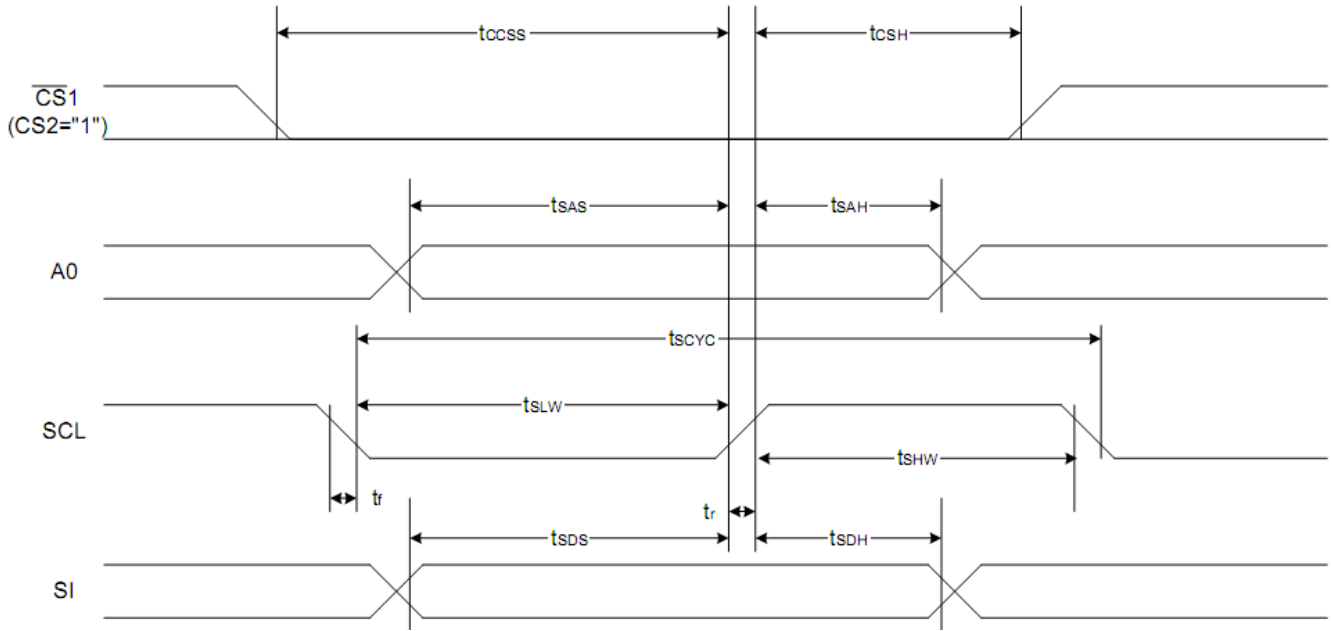 tCCSS
tCSH
CS1
(CS2="1")
tSAS
tSAH
A0
tSCYC
tSLW
SCL
tSHW
tf
tr
tSDS
tSDH
SI